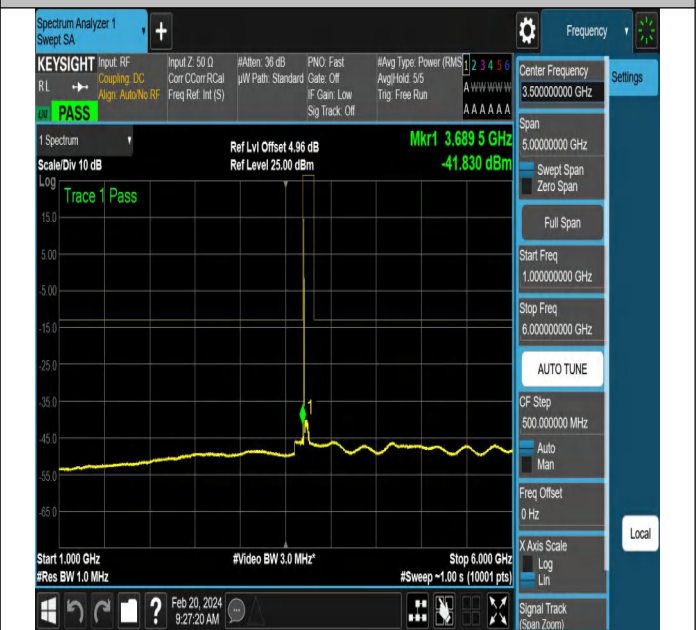 Spectrum Analyzer 1
Swept SA
Frequency
KEYSIGHT
RL
PASS
Input: RF
Coupling: DC
Align: Auto/No RF
Input Z: 50 Ω
Corr CCorr RCal
Freq Ref: Int (S)
#Atten: 36 dB
µW Path: Standard
PNO: Fast
Gate: Off
IF Gain: Low
Sig Track: Off
#Avg Type: Power (RMS
Avg|Hold: 5/5
Trig: Free Run
1 2 3 4 5 6
A W W W W W
A A A A A A
1 Spectrum
Scale/Div 10 dB
Log
Ref Lvl Offset 4.96 dB
Ref Level 25.00 dBm
Mkr1 3.689 5 GHz
-41.830 dBm
Trace 1 Pass
15.0
5.00
-5.00
-15.0
-25.0
-35.0
-45.0
-55.0
-65.0
1
Start 1.000 GHz
#Res BW 1.0 MHz
#Video BW 3.0 MHz*
Stop 6.000 GHz
#Sweep ~1.00 s (10001 pts)
Feb 20, 2024
9:27:20 AM
Center Frequency
3.500000000 GHz
Settings
Span
5.00000000 GHz
Swept Span
Zero Span
Full Span
Start Freq
1.000000000 GHz
Stop Freq
6.000000000 GHz
AUTO TUNE
CF Step
500.000000 MHz
Auto
Man
Freq Offset
0 Hz
X Axis Scale
Log
Lin
Local
Signal Track
(Span Zoom)